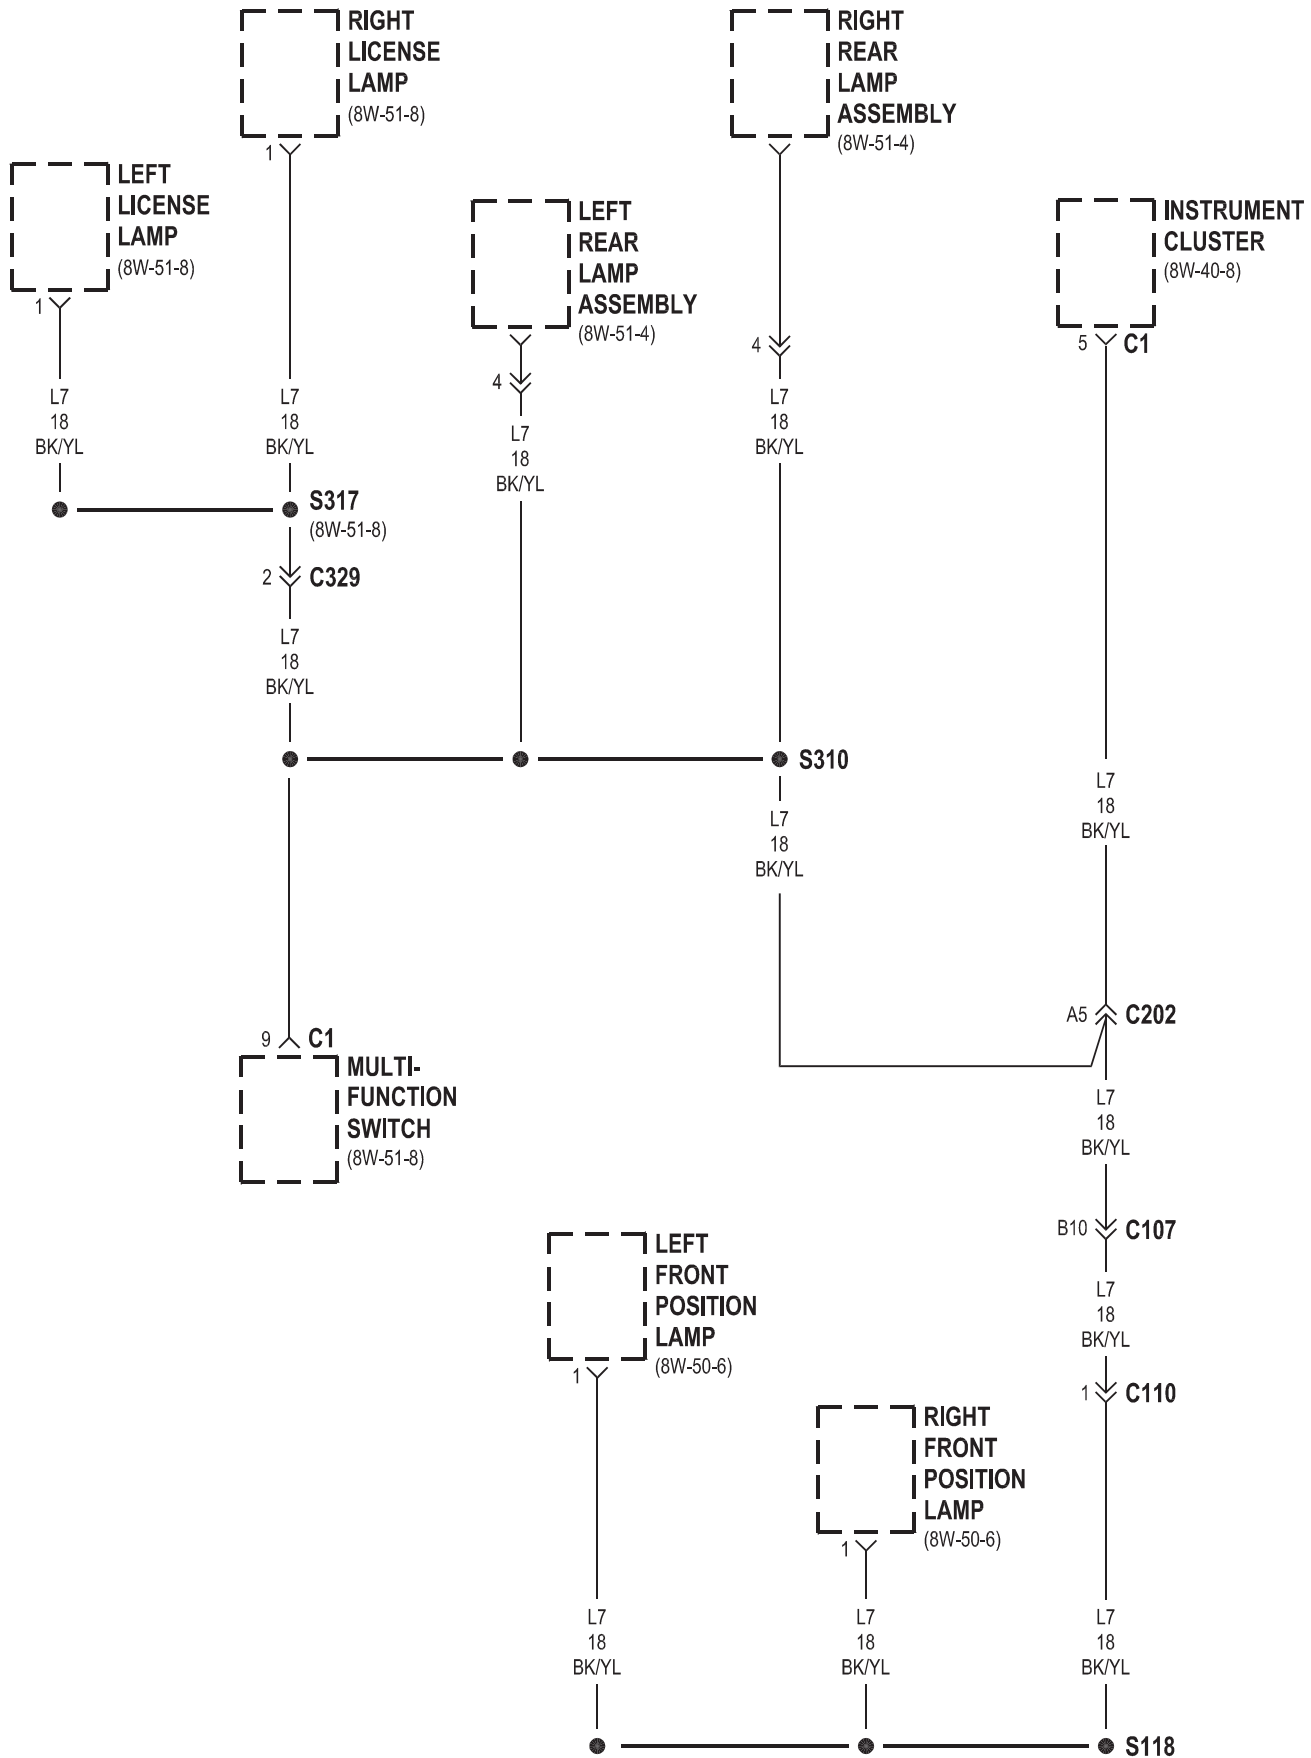 RIGHT
LICENSE
LAMP
(8W-51-8)
1
RIGHT
REAR
LAMP
ASSEMBLY
(8W-51-4)
LEFT
LICENSE
LAMP
(8W-51-8)
1
LEFT
REAR
LAMP
ASSEMBLY
(8W-51-4)
4
4
INSTRUMENT
CLUSTER
(8W-40-8)
5
C1
L7
18
BK/YL
L7
18
BK/YL
L7
18
BK/YL
L7
18
BK/YL
S317
(8W-51-8)
2
C329
L7
18
BK/YL
S310
L7
18
BK/YL
L7
18
BK/YL
A5
C202
9
C1
MULTI-
FUNCTION
SWITCH
(8W-51-8)
L7
18
BK/YL
B10
C107
L7
18
BK/YL
1
C110
LEFT
FRONT
POSITION
LAMP
(8W-50-6)
1
RIGHT
FRONT
POSITION
LAMP
(8W-50-6)
1
L7
18
BK/YL
L7
18
BK/YL
L7
18
BK/YL
S118